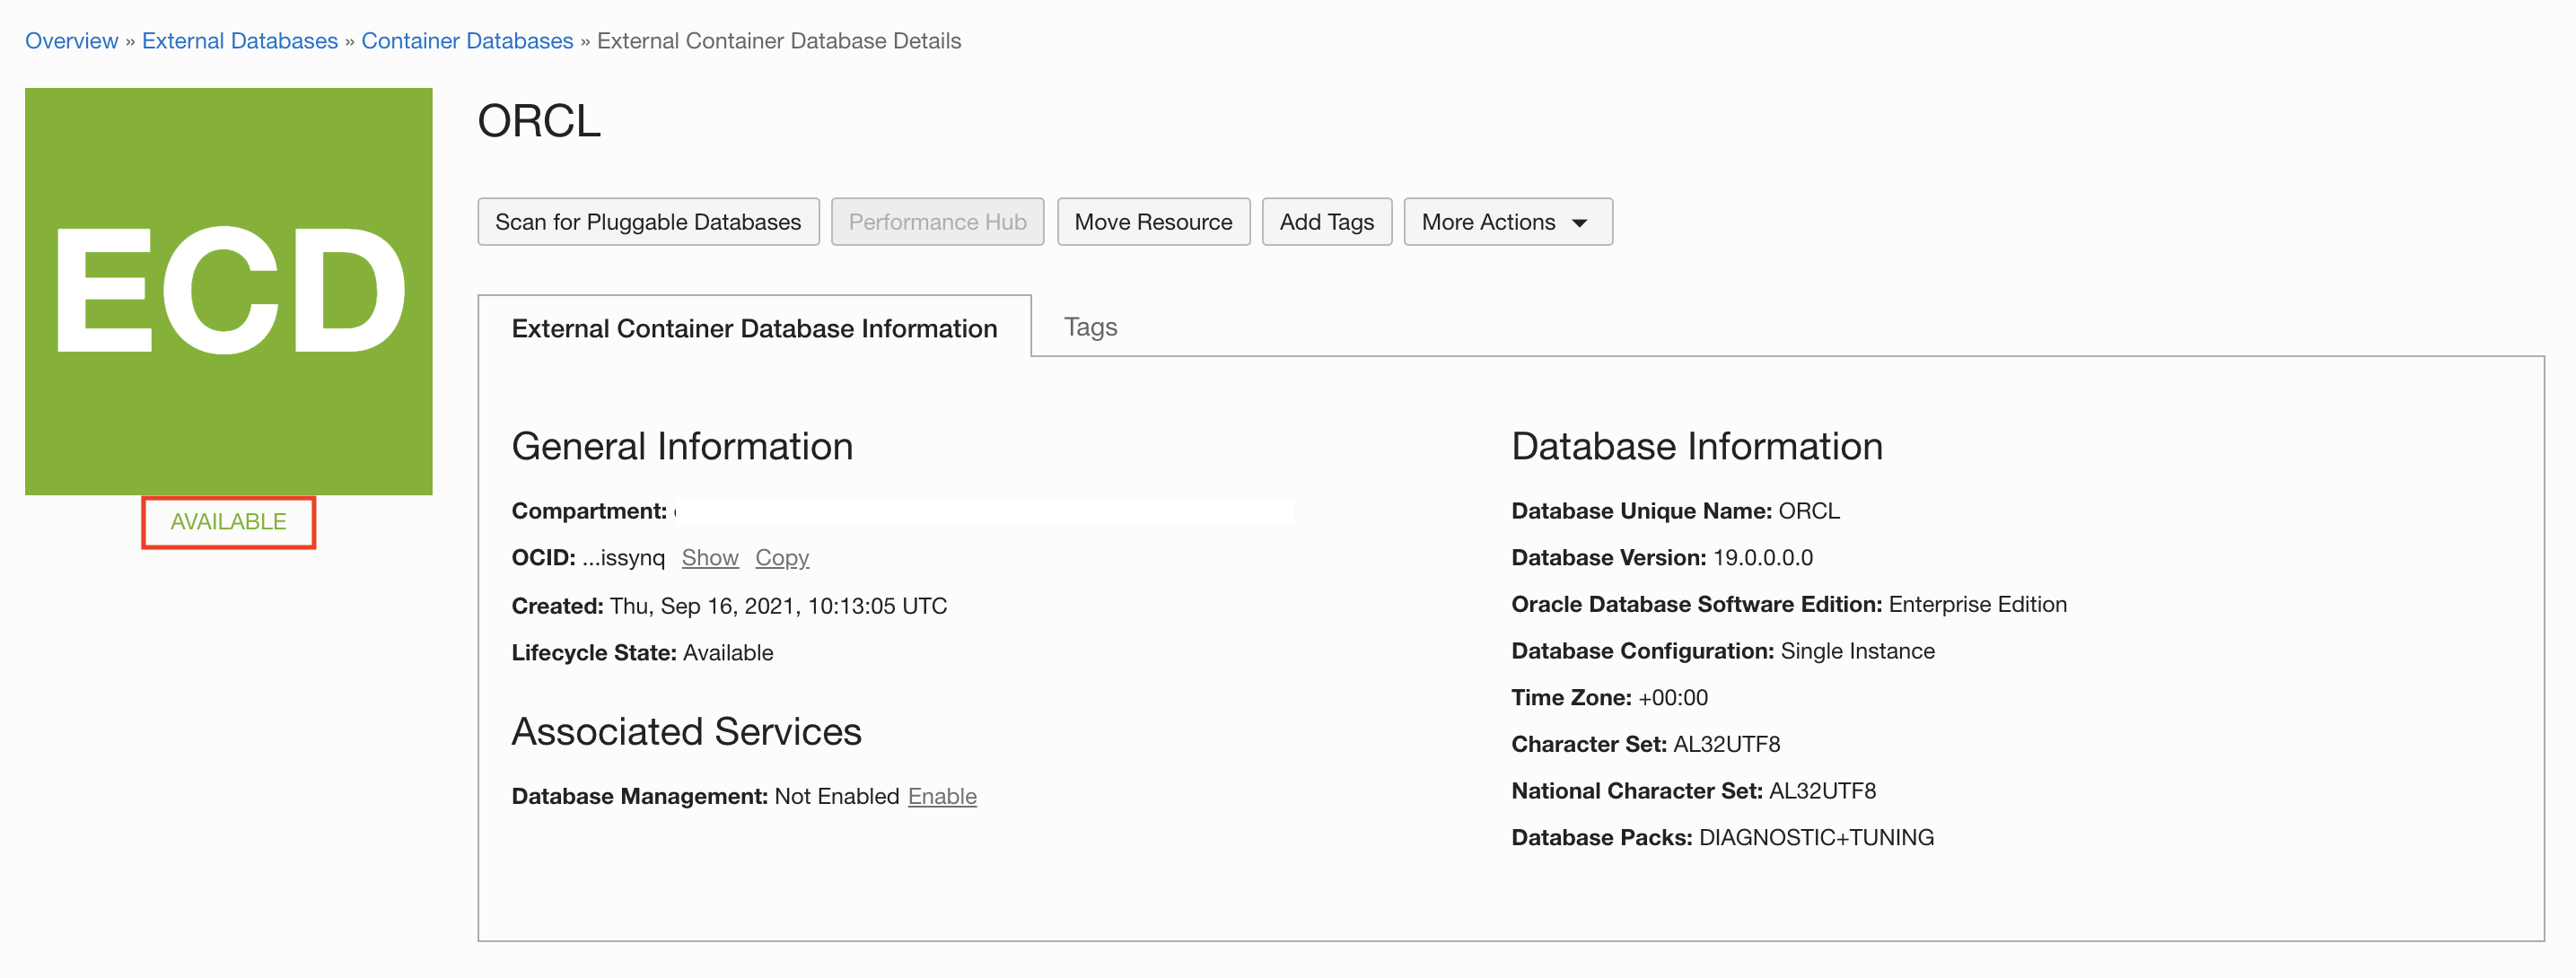 Overview » External Databases » Container Databases » External Container Database Details
ECD
AVAILABLE
ORCL
Scan for Pluggable Databases Performance Hub Move Resource Add Tags More Actions
External Container Database Information Tags
General Information
Compartment:
OCID: ...issynq Show Copy
Created: Thu, Sep 16, 2021, 10:13:05 UTC
Lifecycle State: Available
Associated Services
Database Management: Not Enabled Enable
Database Information
Database Unique Name: ORCL
Database Version: 19.0.0.0.0
Oracle Database Software Edition: Enterprise Edition
Database Configuration: Single Instance
Time Zone: +00:00
Character Set: AL32UTF8
National Character Set: AL32UTF8
Database Packs: DIAGNOSTIC+TUNING